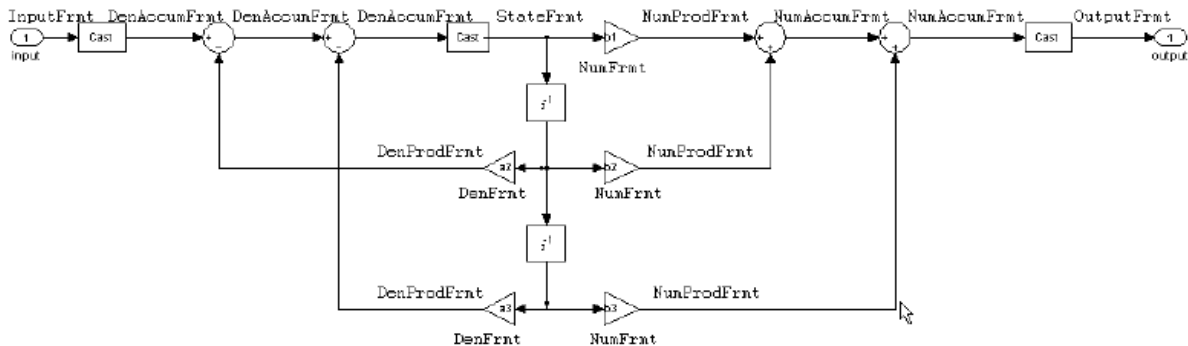 InputFrmt DenAccumFrmt DenAccumFrmt DenAccumFrmt StateFrmt NumProdFrmt NumAccumFrmt NumAccumFrmt OutputFrmt
1 Cast + - + - Cast b1 + + + + Cast 1
input NumFrmt output
z-1
DenProdFrmt NumProdFrmt
a2 b2
DenFrmt NumFrmt
z-1
DenProdFrmt NumProdFrmt
a3 b3
DenFrmt NumFrmt